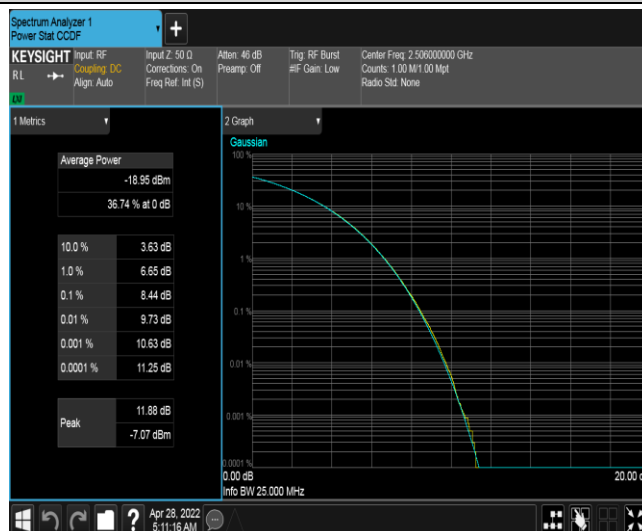 Spectrum Analyzer 1
Power Stat CCDF
KEYSIGHT
RL
Input: RF
Coupling: DC
Align: Auto
Input Z: 50 Ω
Corrections: On
Freq Ref: Int (S)
Atten: 46 dB
Preamp: Off
Trig: RF Burst
#IF Gain: Low
Center Freq: 2.506000000 GHz
Counts: 1.00 M/1.00 Mpt
Radio Std: None
1 Metrics
Average Power
-18.95 dBm
36.74 % at 0 dB
10.0 % 3.63 dB
1.0 % 6.65 dB
0.1 % 8.44 dB
0.01 % 9.73 dB
0.001 % 10.63 dB
0.0001 % 11.25 dB
Peak
11.88 dB
-7.07 dBm
2 Graph
Gaussian
100 %
10 %
1 %
0.1 %
0.01 %
0.001 %
0.0001 %
0.00 dB
20.00
Info BW 25.000 MHz
?
Apr 28, 2022
5:11:16 AM